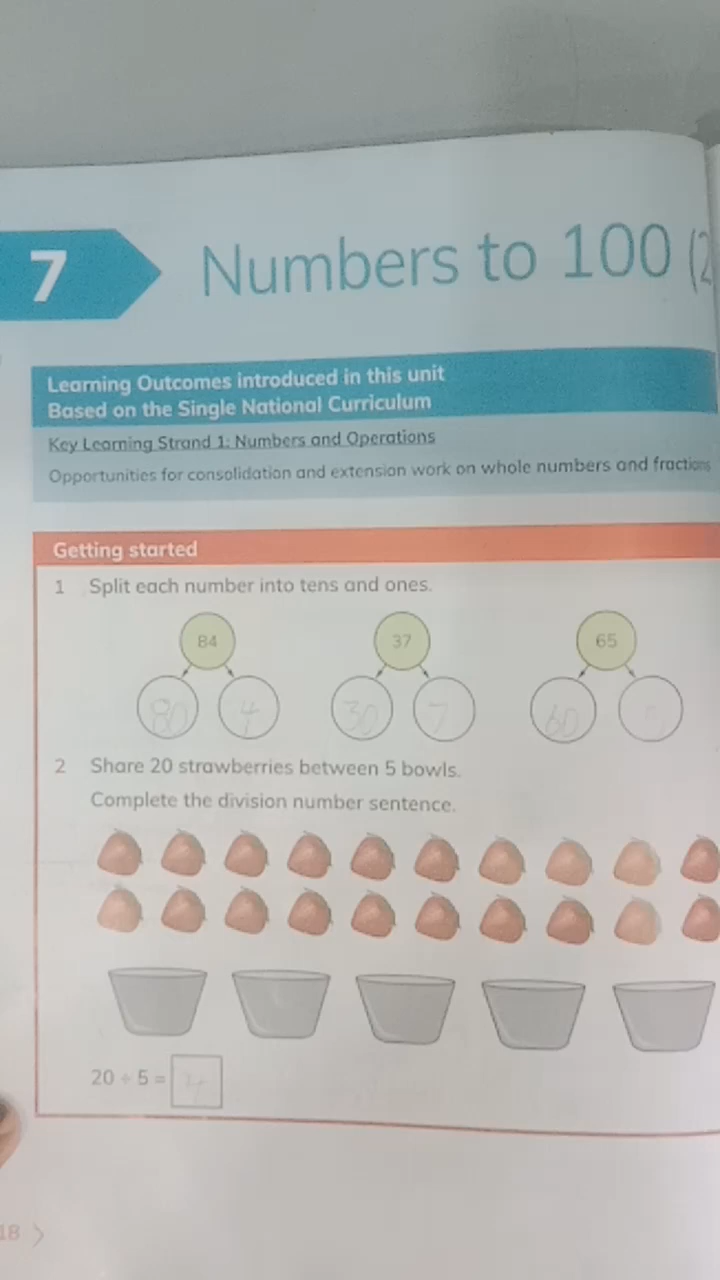 7 Numbers to 100 (2
Learning Outcomes introduced in this unit
Based on the Single National Curriculum
Key Learning Strand 1: Numbers and Operations
Opportunities for consolidation and extension work on whole numbers and fractions
Getting started
1 Split each number into tens and ones.
84 37 65
80 4 30 7 60
2 Share 20 strawberries between 5 bowls.
Complete the division number sentence.
20 ÷ 5 = 4
18